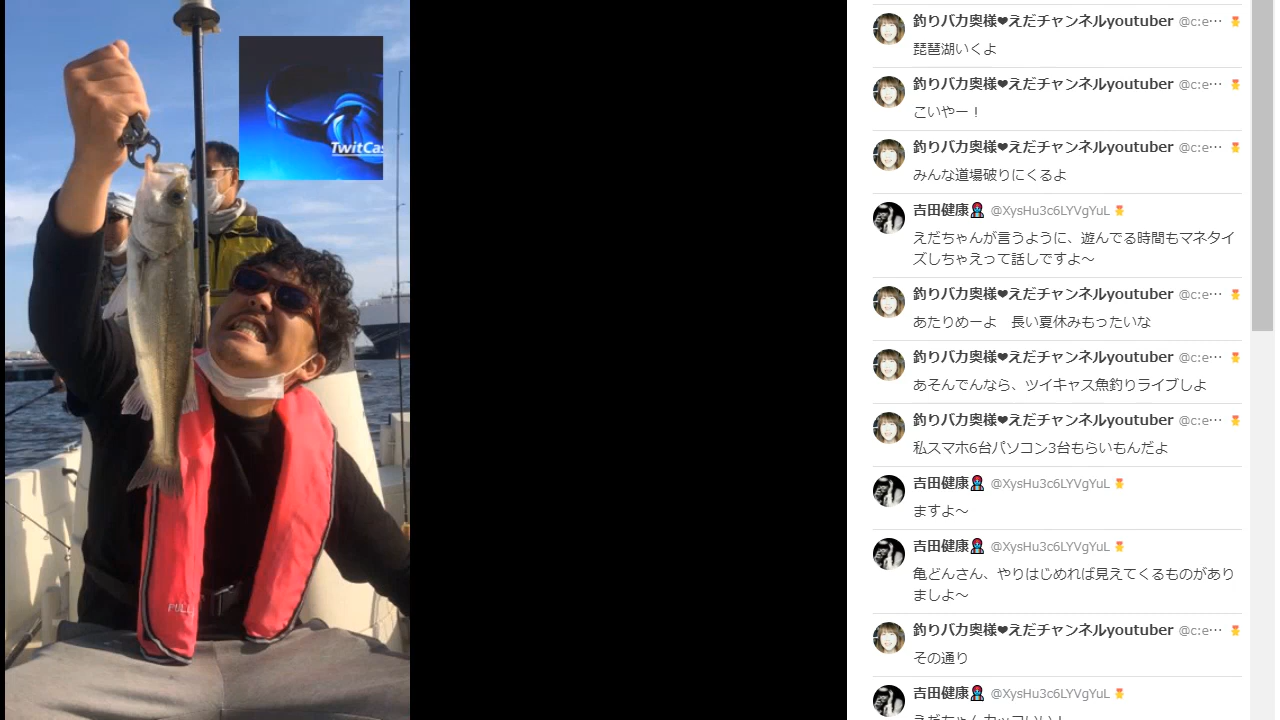 TwitCas
PULL
釣りバカ奥様❤えだチャンネルyoutuber @c:e…
琵琶湖いくよ
釣りバカ奥様❤えだチャンネルyoutuber @c:e…
こいやー！
釣りバカ奥様❤えだチャンネルyoutuber @c:e…
みんな道場破りにくるよ
吉田健康 @XysHu3c6LYVgYuL
えだちゃんが言うように、遊んでる時間もマネタイ
ズしちゃえって話しですよ〜
釣りバカ奥様❤えだチャンネルyoutuber @c:e…
あたりめーよ　長い夏休みもったいな
釣りバカ奥様❤えだチャンネルyoutuber @c:e…
あそんでんなら、ツイキャス魚釣りライブしよ
釣りバカ奥様❤えだチャンネルyoutuber @c:e…
私スマホ6台パソコン3台もらいもんだよ
吉田健康 @XysHu3c6LYVgYuL
ますよ〜
吉田健康 @XysHu3c6LYVgYuL
亀どんさん、やりはじめれば見えてくるものがあり
ましよ〜
釣りバカ奥様❤えだチャンネルyoutuber @c:e…
その通り
吉田健康 @XysHu3c6LYVgYuL
えだちゃんカッコいい！